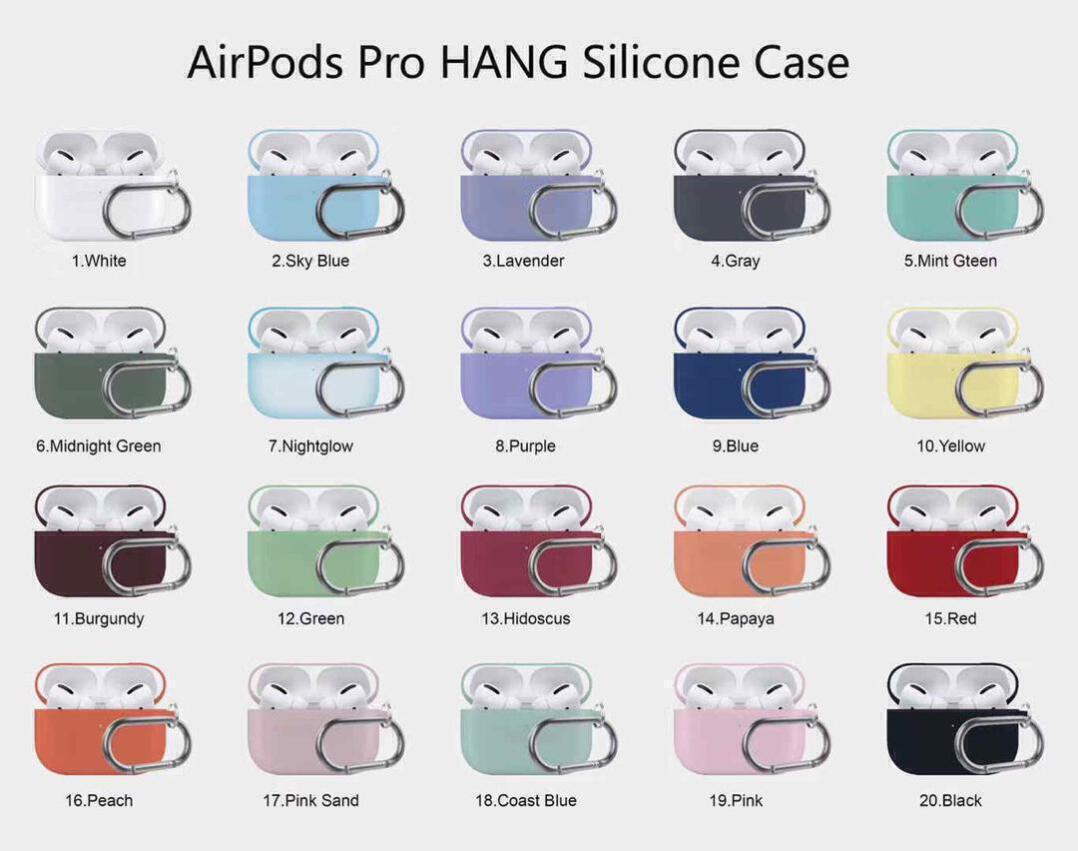 AirPods Pro HANG Silicone Case
1.White
2.Sky Blue
3.Lavender
4.Gray
5.Mint Gteen
6.Midnight Green
7.Nightglow
8.Purple
9.Blue
10.Yellow
11.Burgundy
12.Green
13.Hidoscus
14.Papaya
15.Red
16.Peach
17.Pink Sand
18.Coast Blue
19.Pink
20.Black